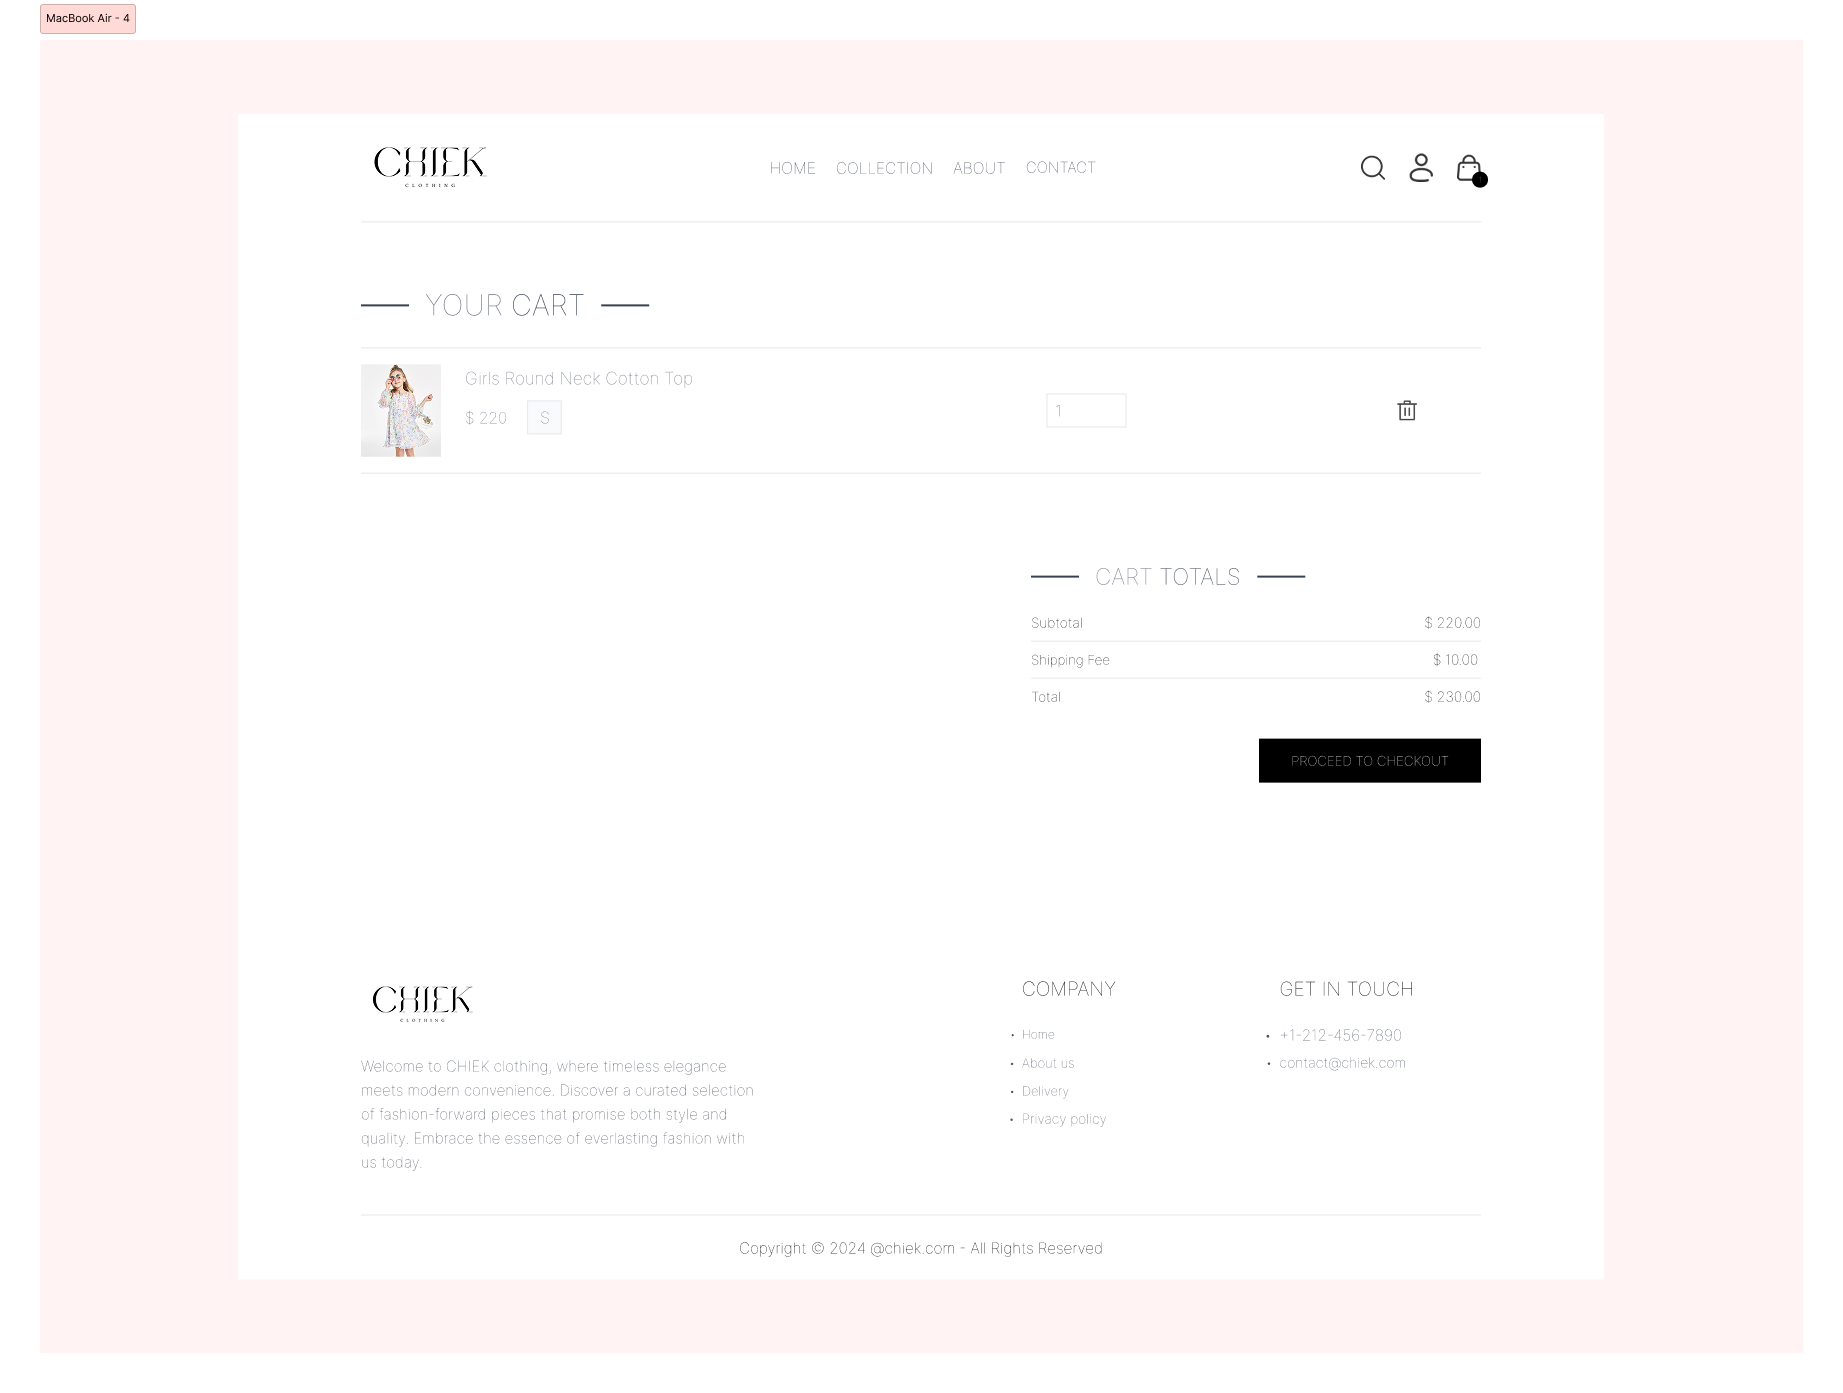 MacBook Air - 4
CHIEK
CLOTHING
HOME COLLECTION ABOUT CONTACT
YOUR CART
Girls Round Neck Cotton Top
$ 220 S
1
CART TOTALS
Subtotal $ 220.00
Shipping Fee $ 10.00
Total $ 230.00
PROCEED TO CHECKOUT
CHIEK
CLOTHING
Welcome to CHIEK clothing, where timeless elegance
meets modern convenience. Discover a curated selection
of fashion-forward pieces that promise both style and
quality. Embrace the essence of everlasting fashion with
us today.
COMPANY
• Home
• About us
• Delivery
• Privacy policy
GET IN TOUCH
• +1-212-456-7890
• contact@chiek.com
Copyright © 2024 @chiek.com - All Rights Reserved